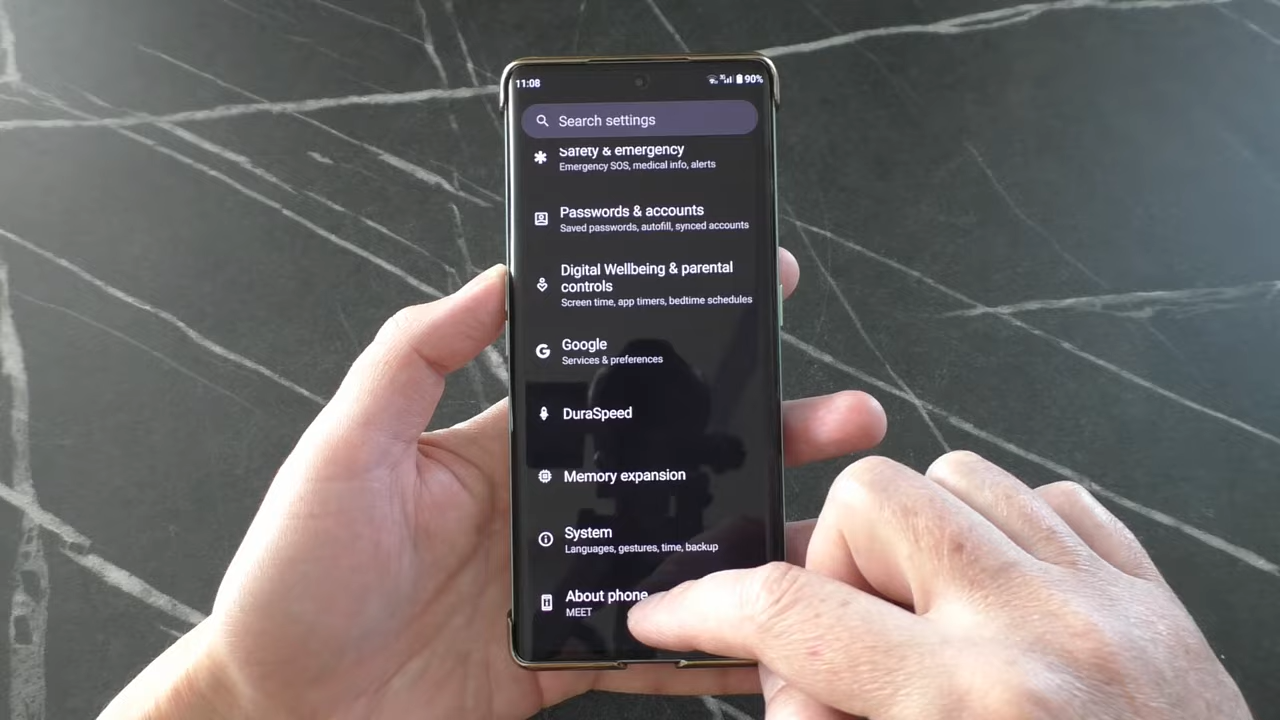 11:08
90%
Search settings
Safety & emergency
Emergency SOS, medical info, alerts
Passwords & accounts
Saved passwords, autofill, synced accounts
Digital Wellbeing & parental
controls
Screen time, app timers, bedtime schedules
Google
Services & preferences
DuraSpeed
Memory expansion
System
Languages, gestures, time, backup
About phone
MEET